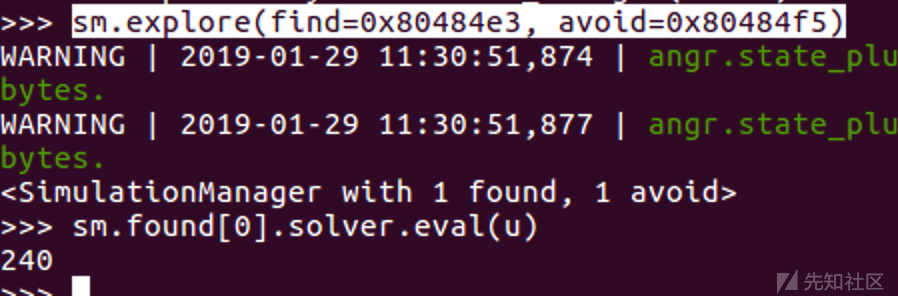 >>> sm.explore(find=0x80484e3, avoid=0x80484f5)
WARNING | 2019-01-29 11:30:51,874 | angr.state_plu
bytes.
WARNING | 2019-01-29 11:30:51,877 | angr.state_plu
bytes.
<SimulationManager with 1 found, 1 avoid>
>>> sm.found[0].solver.eval(u)
240
>>>
先知社区